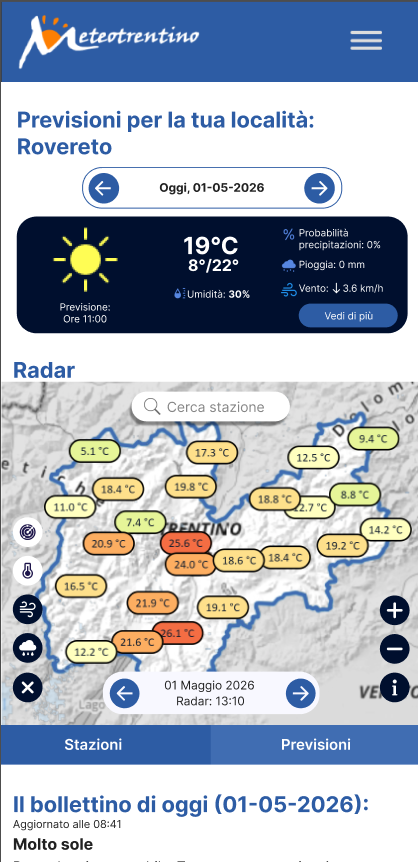 Meteotrentino
Previsioni per la tua località:
Rovereto
Oggi, 01-05-2026
19°C
8°/22°
Umidità: 30%
Previsione:
Ore 11:00
% Probabilità
precipitazioni: 0%
Pioggia: 0 mm
Vento: ↓ 3.6 km/h
Vedi di più
Radar
Cerca stazione
Dolom
etiche
9.4 °C
5.1 °C
17.3 °C
12.5 °C
18.4 °C
19.8 °C
11.0 °C
18.8 °C
8.8 °C
7.4 °C
TRENTINO
14.2 °C
20.9 °C
25.6 °C
19.2 °C
24.0 °C
18.6 °C
18.4 °C
16.5 °C
21.9 °C
19.1 °C
26.1 °C
21.6 °C
12.2 °C
Lago
01 Maggio 2026
Radar: 13:10
Stazioni
Previsioni
Il bollettino di oggi (01-05-2026):
Aggiornato alle 08:41
Molto sole